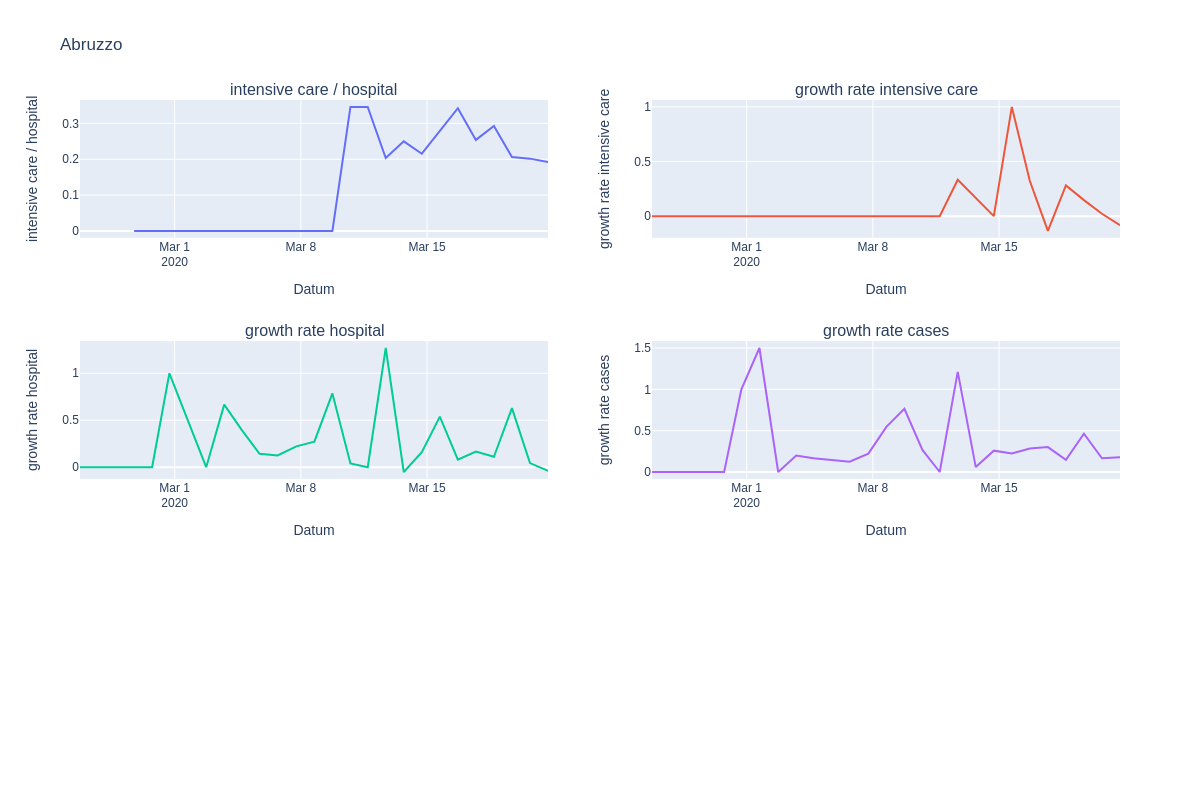 Abruzzo
intensive care / hospital
intensive care / hospital
0.3
0.2
0.1
0
Mar 1
2020
Mar 8
Mar 15
Datum
growth rate intensive care
growth rate intensive care
1
0.5
0
Mar 1
2020
Mar 8
Mar 15
Datum
growth rate hospital
growth rate hospital
1
0.5
0
Mar 1
2020
Mar 8
Mar 15
Datum
growth rate cases
growth rate cases
1.5
1
0.5
0
Mar 1
2020
Mar 8
Mar 15
Datum